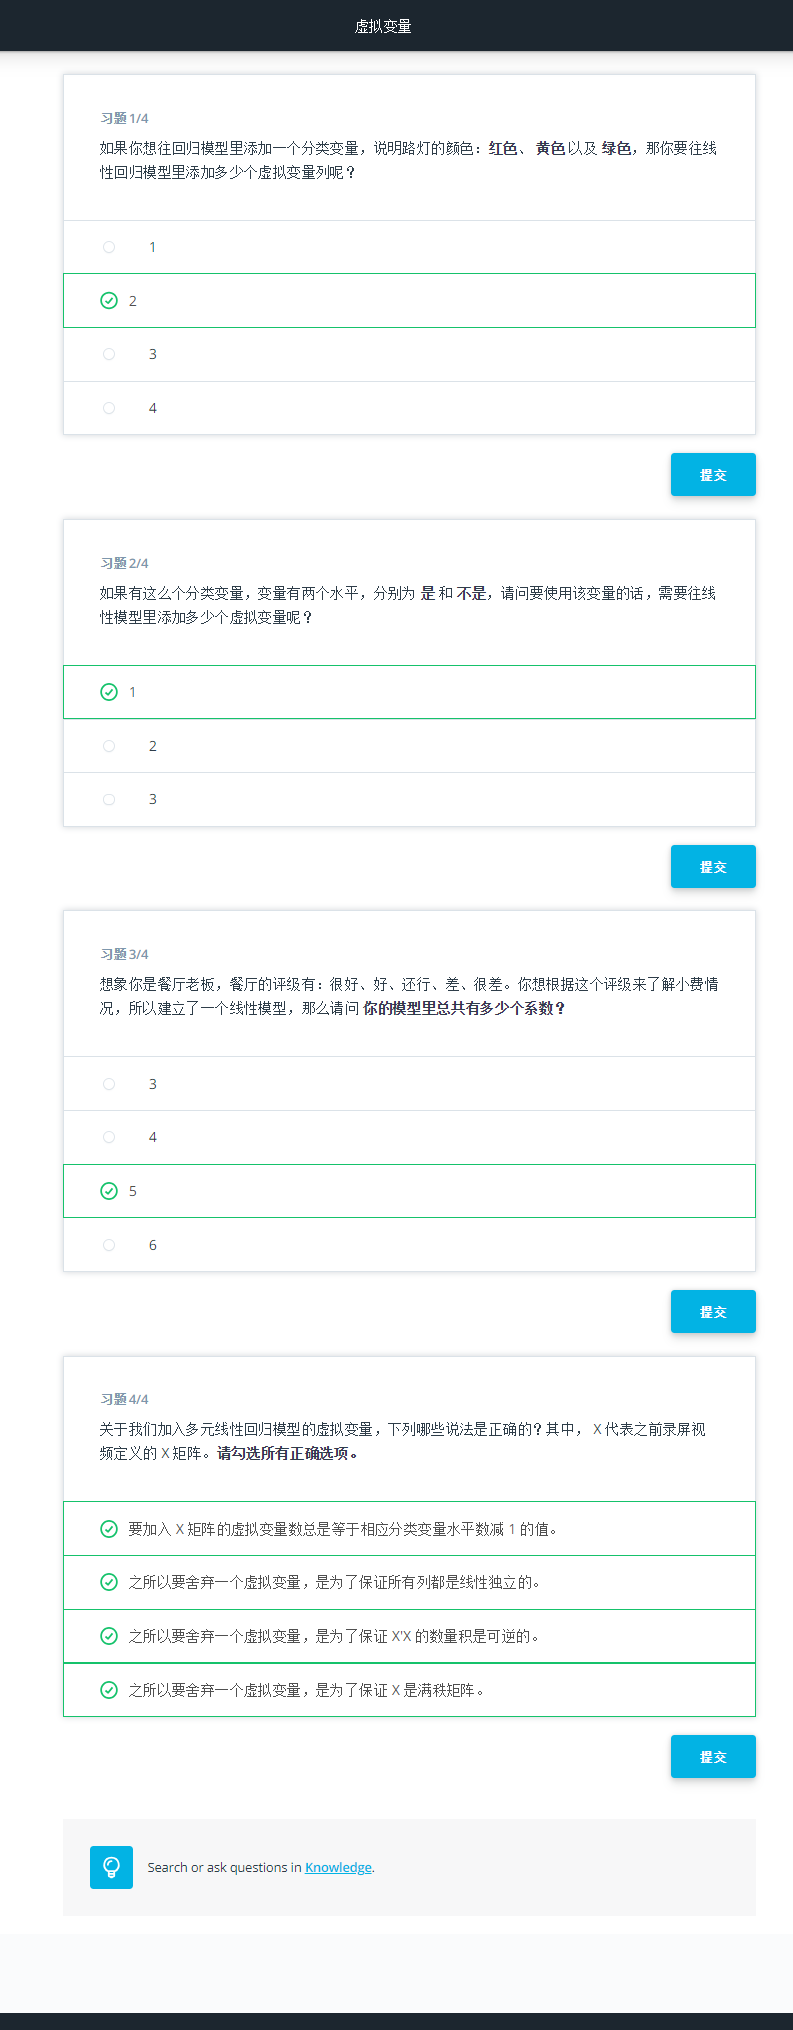 虚拟变量
习题 1/4
如果你想往回归模型里添加一个分类变量，说明路灯的颜色：红色、 黄色 以及 绿色，那你要往线
性回归模型里添加多少个虚拟变量列呢？
1
2
3
4
提交
习题 2/4
如果有这么个分类变量，变量有两个水平，分别为 是 和 不是，请问要使用该变量的话，需要往线
性模型里添加多少个虚拟变量呢？
1
2
3
提交
习题 3/4
想象你是餐厅老板，餐厅的评级有：很好、好、还行、差、很差。你想根据这个评级来了解小费情
况，所以建立了一个线性模型，那么请问 你的模型里总共有多少个系数？
3
4
5
6
提交
习题 4/4
关于我们加入多元线性回归模型的虚拟变量，下列哪些说法是正确的？其中， X 代表之前录屏视
频定义的 X 矩阵。请勾选所有正确选项。
要加入 X 矩阵的虚拟变量数总是等于相应分类变量水平数减 1 的值。
之所以要舍弃一个虚拟变量，是为了保证所有列都是线性独立的。
之所以要舍弃一个虚拟变量，是为了保证 X'X 的数量积是可逆的。
之所以要舍弃一个虚拟变量，是为了保证 X 是满秩矩阵。
提交
Search or ask questions in Knowledge.